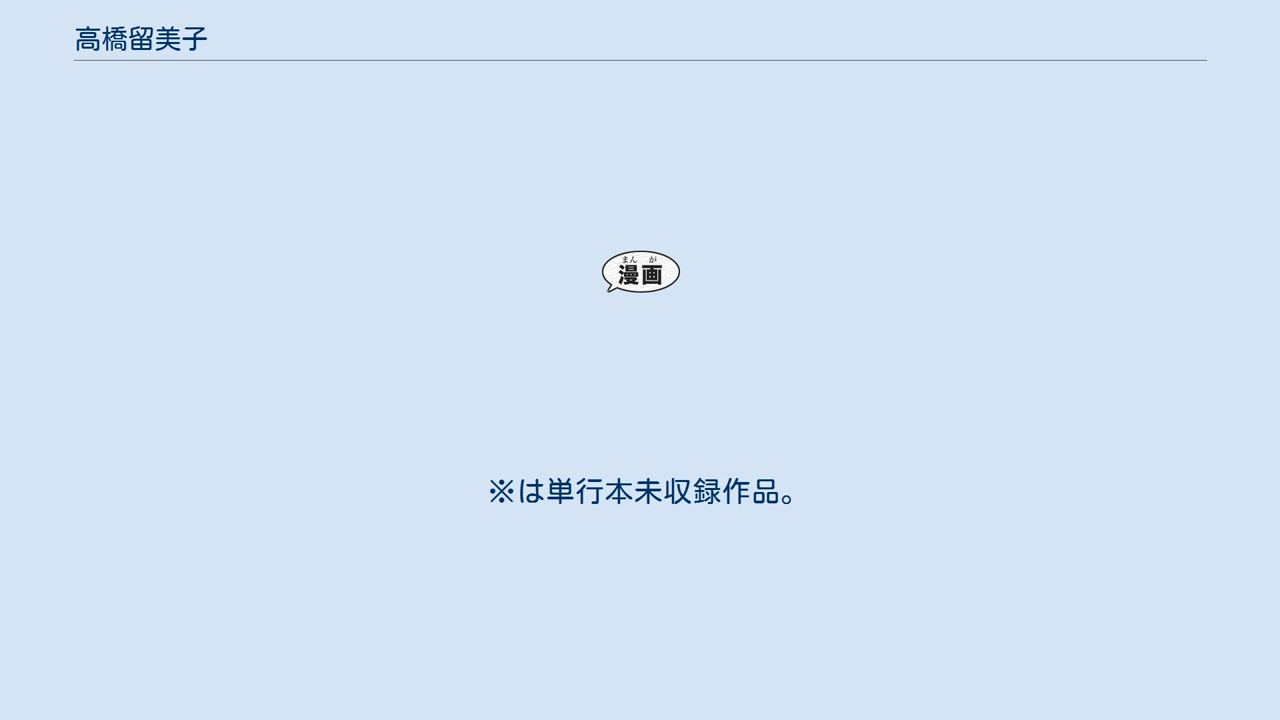 高橋留美子
まんが
漫画
※は単行本未収録作品。